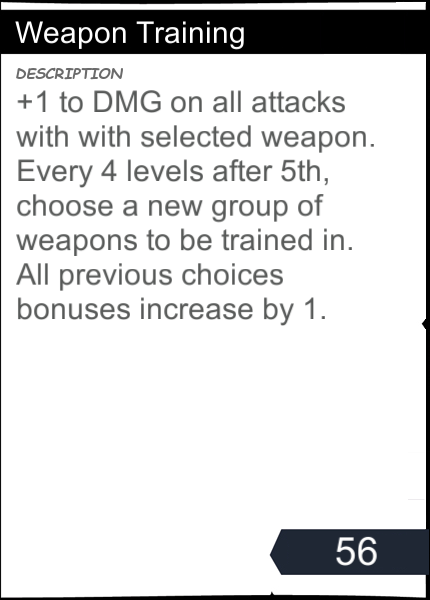 Weapon Training
DESCRIPTION
+1 to DMG on all attacks
with with selected weapon.
Every 4 levels after 5th,
choose a new group of
weapons to be trained in.
All previous choices
bonuses increase by 1.
56